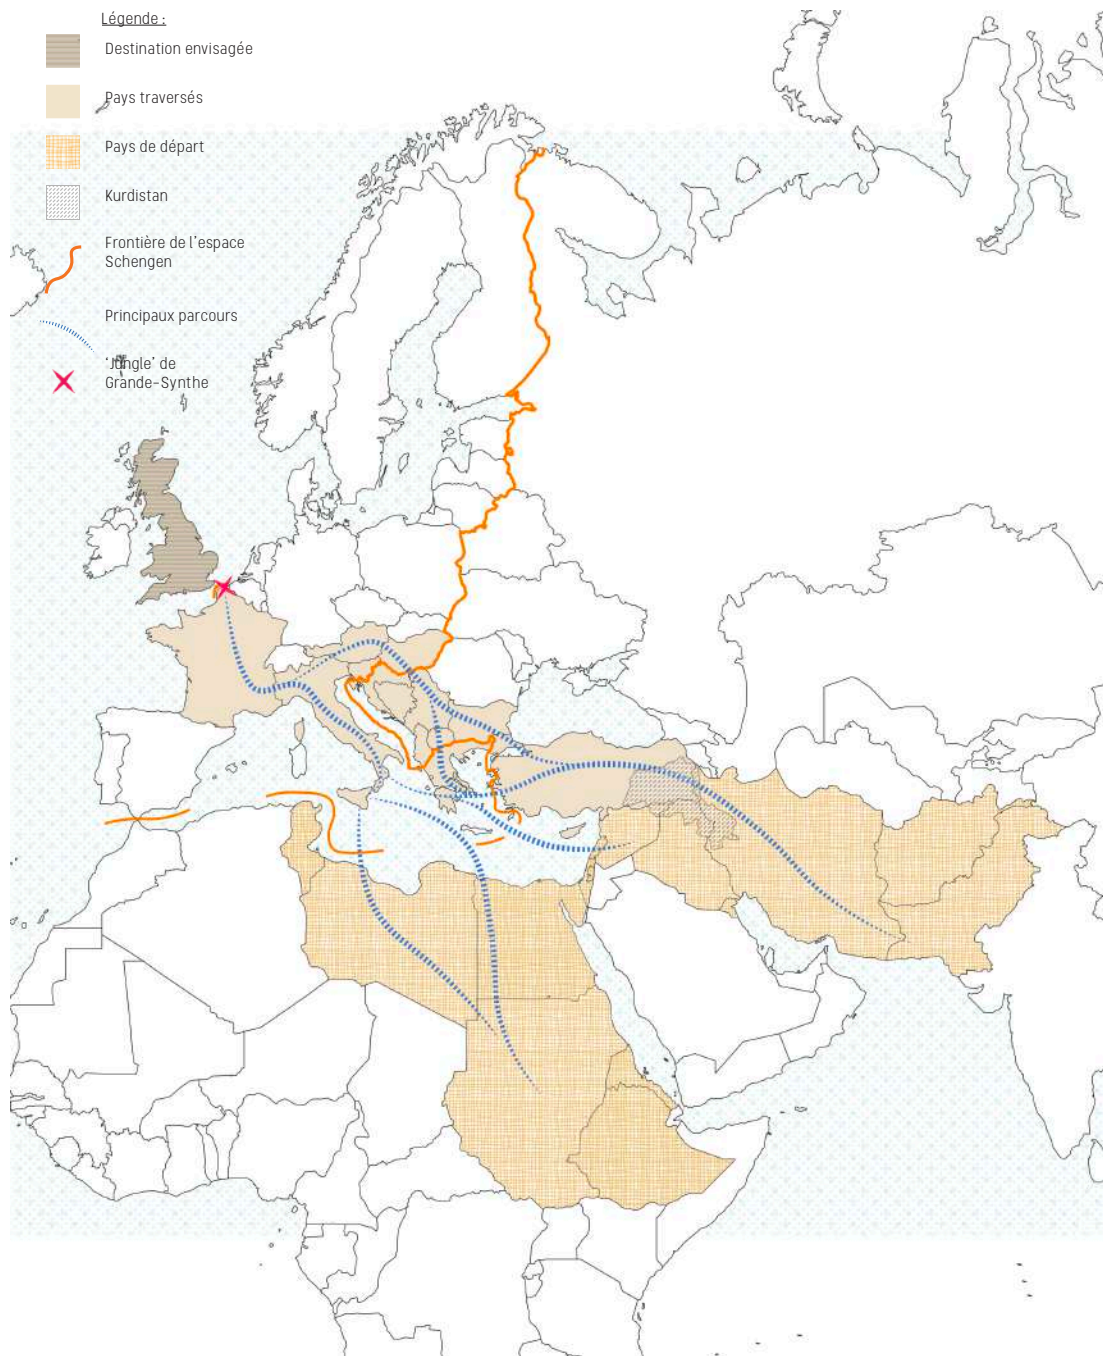 Légende :
Destination envisagée
Pays traversés
Pays de départ
Kurdistan
Frontière de l'espace
Schengen
Principaux parcours
'Jungle' de
Grande-Synthe